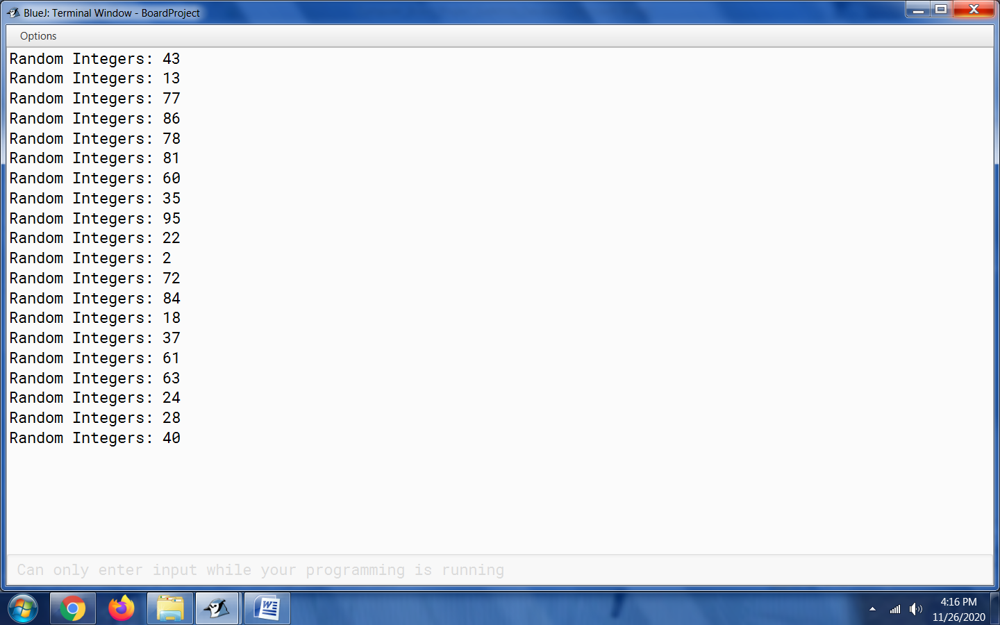 BlueJ: Terminal Window - BoardProject
Options
Random Integers: 43
Random Integers: 13
Random Integers: 77
Random Integers: 86
Random Integers: 78
Random Integers: 81
Random Integers: 60
Random Integers: 35
Random Integers: 95
Random Integers: 22
Random Integers: 2
Random Integers: 72
Random Integers: 84
Random Integers: 18
Random Integers: 37
Random Integers: 61
Random Integers: 63
Random Integers: 24
Random Integers: 28
Random Integers: 40
Can only enter input while your programming is running
4:16 PM
11/26/2020